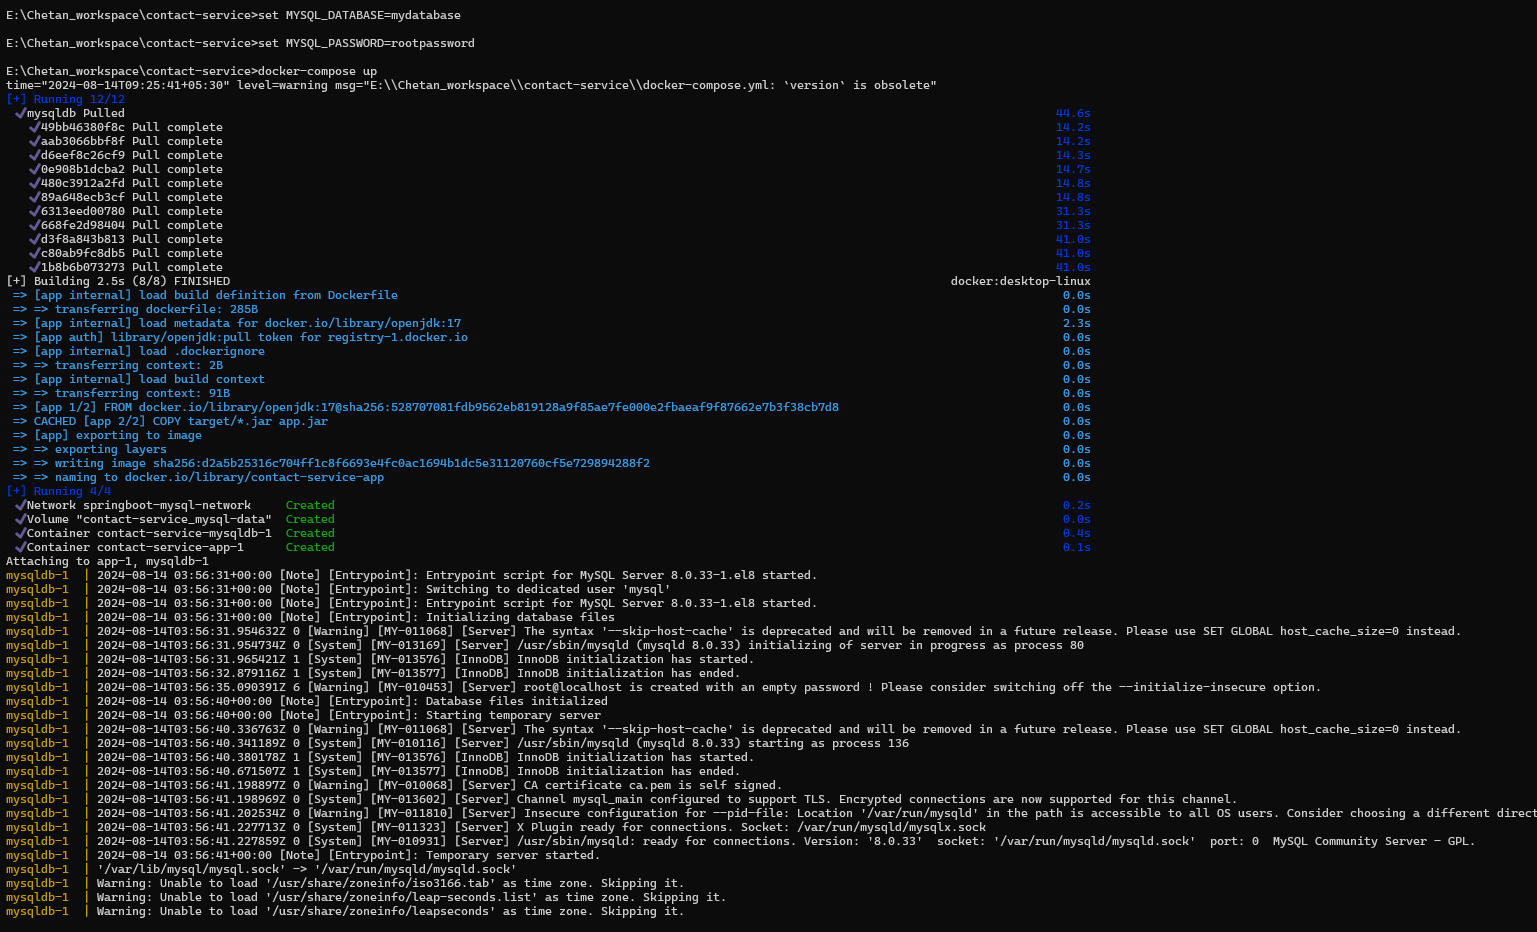 E:\Chetan_workspace\contact-service>set MYSQL_DATABASE=mydatabase
E:\Chetan_workspace\contact-service>set MYSQL_PASSWORD=rootpassword
E:\Chetan_workspace\contact-service>docker-compose up
time="2024-08-14T09:25:41+05:30" level=warning msg="E:\\Chetan_workspace\\contact-service\\docker-compose.yml: `version` is obsolete"
[+] Running 12/12
✔mysqldb Pulled 44.6s
✔49bb46380f8c Pull complete 14.2s
✔aab3066bbf8f Pull complete 14.2s
✔d6eef8c26cf9 Pull complete 14.3s
✔0e908b1dcba2 Pull complete 14.7s
✔480c3912a2fd Pull complete 14.8s
✔89a648ecb3cf Pull complete 14.8s
✔6313eed00780 Pull complete 31.3s
✔668fe2d98404 Pull complete 31.3s
✔d3f8a843b813 Pull complete 41.0s
✔c80ab9fc8db5 Pull complete 41.0s
✔1b8b6b073273 Pull complete 41.0s
[+] Building 2.5s (8/8) FINISHED docker:desktop-linux
=> [app internal] load build definition from Dockerfile 0.0s
=> => transferring dockerfile: 285B 0.0s
=> [app internal] load metadata for docker.io/library/openjdk:17 2.3s
=> [app auth] library/openjdk:pull token for registry-1.docker.io 0.0s
=> [app internal] load .dockerignore 0.0s
=> => transferring context: 2B 0.0s
=> [app internal] load build context 0.0s
=> => transferring context: 91B 0.0s
=> [app 1/2] FROM docker.io/library/openjdk:17@sha256:528707081fdb9562eb819128a9f85ae7fe000e2fbaeaf9f87662e7b3f38cb7d8 0.0s
=> CACHED [app 2/2] COPY target/*.jar app.jar 0.0s
=> [app] exporting to image 0.0s
=> => exporting layers 0.0s
=> => writing image sha256:d2a5b25316c704ff1c8f6693e4fc0ac1694b1dc5e31120760cf5e729894288f2 0.0s
=> => naming to docker.io/library/contact-service-app 0.0s
[+] Running 4/4
✔Network springboot-mysql-network Created 0.2s
✔Volume "contact-service_mysql-data" Created 0.0s
✔Container contact-service-mysqldb-1 Created 0.4s
✔Container contact-service-app-1 Created 0.1s
Attaching to app-1, mysqldb-1
mysqldb-1 | 2024-08-14 03:56:31+00:00 [Note] [Entrypoint]: Entrypoint script for MySQL Server 8.0.33-1.el8 started.
mysqldb-1 | 2024-08-14 03:56:31+00:00 [Note] [Entrypoint]: Switching to dedicated user 'mysql'
mysqldb-1 | 2024-08-14 03:56:31+00:00 [Note] [Entrypoint]: Entrypoint script for MySQL Server 8.0.33-1.el8 started.
mysqldb-1 | 2024-08-14 03:56:31+00:00 [Note] [Entrypoint]: Initializing database files
mysqldb-1 | 2024-08-14T03:56:31.954632Z 0 [Warning] [MY-011068] [Server] The syntax '--skip-host-cache' is deprecated and will be removed in a future release. Please use SET GLOBAL host_cache_size=0 instead.
mysqldb-1 | 2024-08-14T03:56:31.954734Z 0 [System] [MY-013169] [Server] /usr/sbin/mysqld (mysqld 8.0.33) initializing of server in progress as process 80
mysqldb-1 | 2024-08-14T03:56:31.965421Z 1 [System] [MY-013576] [InnoDB] InnoDB initialization has started.
mysqldb-1 | 2024-08-14T03:56:32.879116Z 1 [System] [MY-013577] [InnoDB] InnoDB initialization has ended.
mysqldb-1 | 2024-08-14T03:56:35.090391Z 6 [Warning] [MY-010453] [Server] root@localhost is created with an empty password ! Please consider switching off the --initialize-insecure option.
mysqldb-1 | 2024-08-14 03:56:40+00:00 [Note] [Entrypoint]: Database files initialized
mysqldb-1 | 2024-08-14 03:56:40+00:00 [Note] [Entrypoint]: Starting temporary server
mysqldb-1 | 2024-08-14T03:56:40.336763Z 0 [Warning] [MY-011068] [Server] The syntax '--skip-host-cache' is deprecated and will be removed in a future release. Please use SET GLOBAL host_cache_size=0 instead.
mysqldb-1 | 2024-08-14T03:56:40.341189Z 0 [System] [MY-010116] [Server] /usr/sbin/mysqld (mysqld 8.0.33) starting as process 136
mysqldb-1 | 2024-08-14T03:56:40.380178Z 1 [System] [MY-013576] [InnoDB] InnoDB initialization has started.
mysqldb-1 | 2024-08-14T03:56:40.671507Z 1 [System] [MY-013577] [InnoDB] InnoDB initialization has ended.
mysqldb-1 | 2024-08-14T03:56:41.198897Z 0 [Warning] [MY-010068] [Server] CA certificate ca.pem is self signed.
mysqldb-1 | 2024-08-14T03:56:41.198969Z 0 [System] [MY-013602] [Server] Channel mysql_main configured to support TLS. Encrypted connections are now supported for this channel.
mysqldb-1 | 2024-08-14T03:56:41.202534Z 0 [Warning] [MY-011810] [Server] Insecure configuration for --pid-file: Location '/var/run/mysqld' in the path is accessible to all OS users. Consider choosing a different direct
mysqldb-1 | 2024-08-14T03:56:41.227713Z 0 [System] [MY-011323] [Server] X Plugin ready for connections. Socket: /var/run/mysqld/mysqlx.sock
mysqldb-1 | 2024-08-14T03:56:41.227859Z 0 [System] [MY-010931] [Server] /usr/sbin/mysqld: ready for connections. Version: '8.0.33'  socket: '/var/run/mysqld/mysqld.sock'  port: 0  MySQL Community Server - GPL.
mysqldb-1 | 2024-08-14 03:56:41+00:00 [Note] [Entrypoint]: Temporary server started.
mysqldb-1 | '/var/lib/mysql/mysql.sock' -> '/var/run/mysqld/mysqld.sock'
mysqldb-1 | Warning: Unable to load '/usr/share/zoneinfo/iso3166.tab' as time zone. Skipping it.
mysqldb-1 | Warning: Unable to load '/usr/share/zoneinfo/leap-seconds.list' as time zone. Skipping it.
mysqldb-1 | Warning: Unable to load '/usr/share/zoneinfo/leapseconds' as time zone. Skipping it.